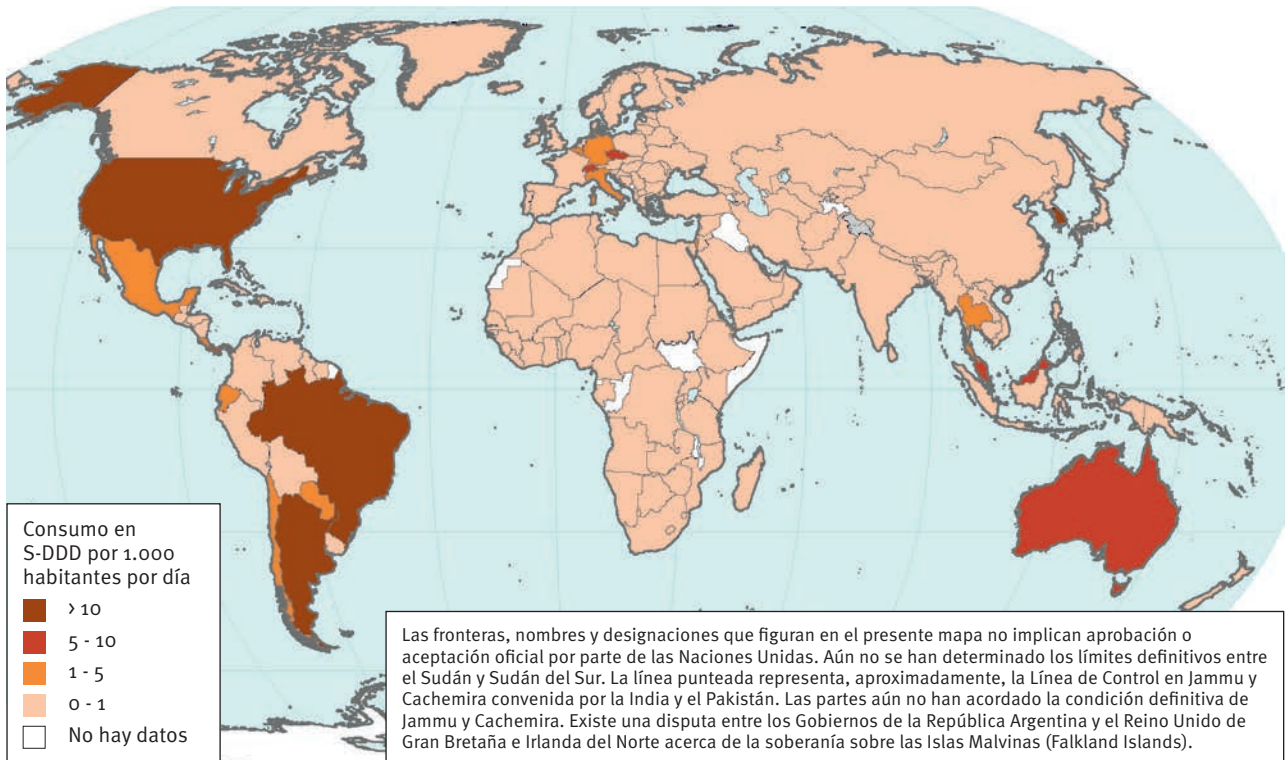 Consumo en
S-DDD por 1.000
habitantes por día
> 10
5 - 10
1 - 5
0 - 1
No hay datos
Las fronteras, nombres y designaciones que figuran en el presente mapa no implican aprobación o
aceptación oficial por parte de las Naciones Unidas. Aún no se han determinado los límites definitivos entre
el Sudán y Sudán del Sur. La línea punteada representa, aproximadamente, la Línea de Control en Jammu y
Cachemira convenida por la India y el Pakistán. Las partes aún no han acordado la condición definitiva de
Jammu y Cachemira. Existe una disputa entre los Gobiernos de la República Argentina y el Reino Unido de
Gran Bretaña e Irlanda del Norte acerca de la soberanía sobre las Islas Malvinas (Falkland Islands).